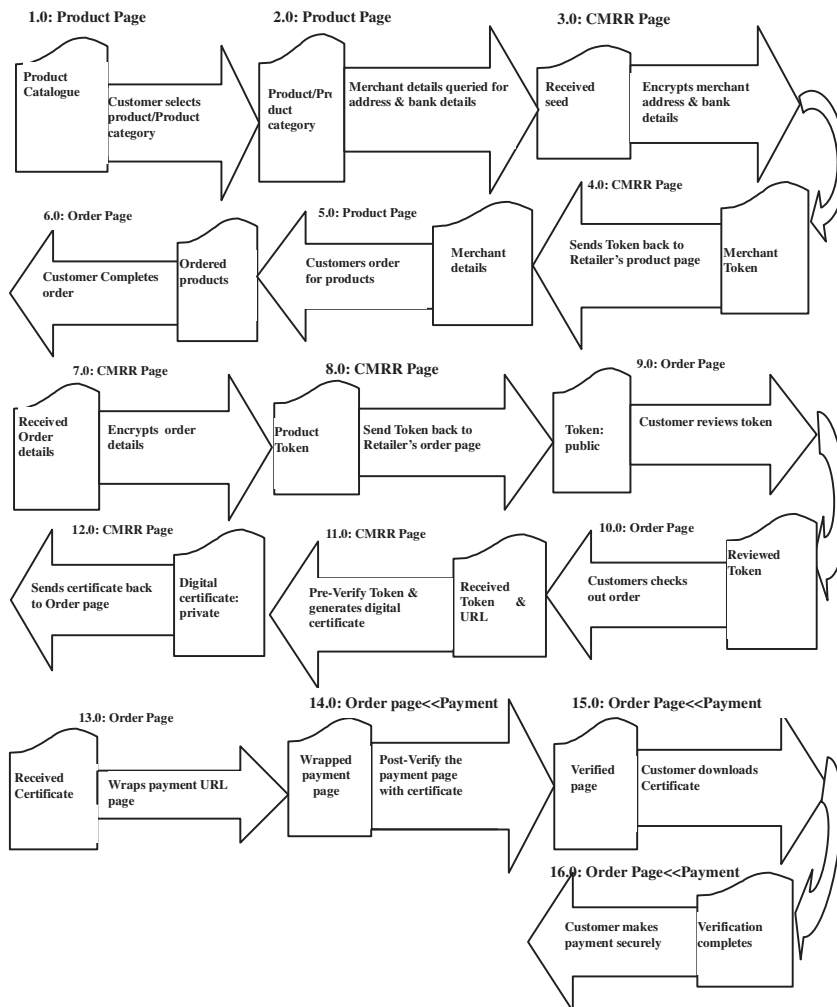 1.0: Product Page
Product
Catalogue
Customer selects
product/Product
category
2.0: Product Page
Product/Pro
duct
category
Merchant details queried for
address & bank details
3.0: CMRR Page
Received
seed
Encrypts merchant
address & bank
details
4.0: CMRR Page
Merchant
Token
Sends Token back to
Retailer's product page
5.0: Product Page
Merchant
details
Customers order
for products
6.0: Order Page
Ordered
products
Customer Completes
order
7.0: CMRR Page
Received
Order
details
Encrypts order
details
8.0: CMRR Page
Product
Token
Send Token back to
Retailer's order page
9.0: Order Page
Token:
public
Customer reviews token
10.0: Order Page
Reviewed
Token
Customers checks
out order
11.0: CMRR Page
Received
Token &
URL
Pre-Verify Token &
generates digital
certificate
12.0: CMRR Page
Digital
certificate:
private
Sends certificate back
to Order page
13.0: Order Page
Received
Certificate
Wraps payment URL
page
14.0: Order page<<Payment
Wrapped
payment
page
Post-Verify the
payment page
with certificate
15.0: Order Page<<Payment
Verified
page
Customer downloads
Certificate
16.0: Order Page<<Payment
Verification
completes
Customer makes
payment securely